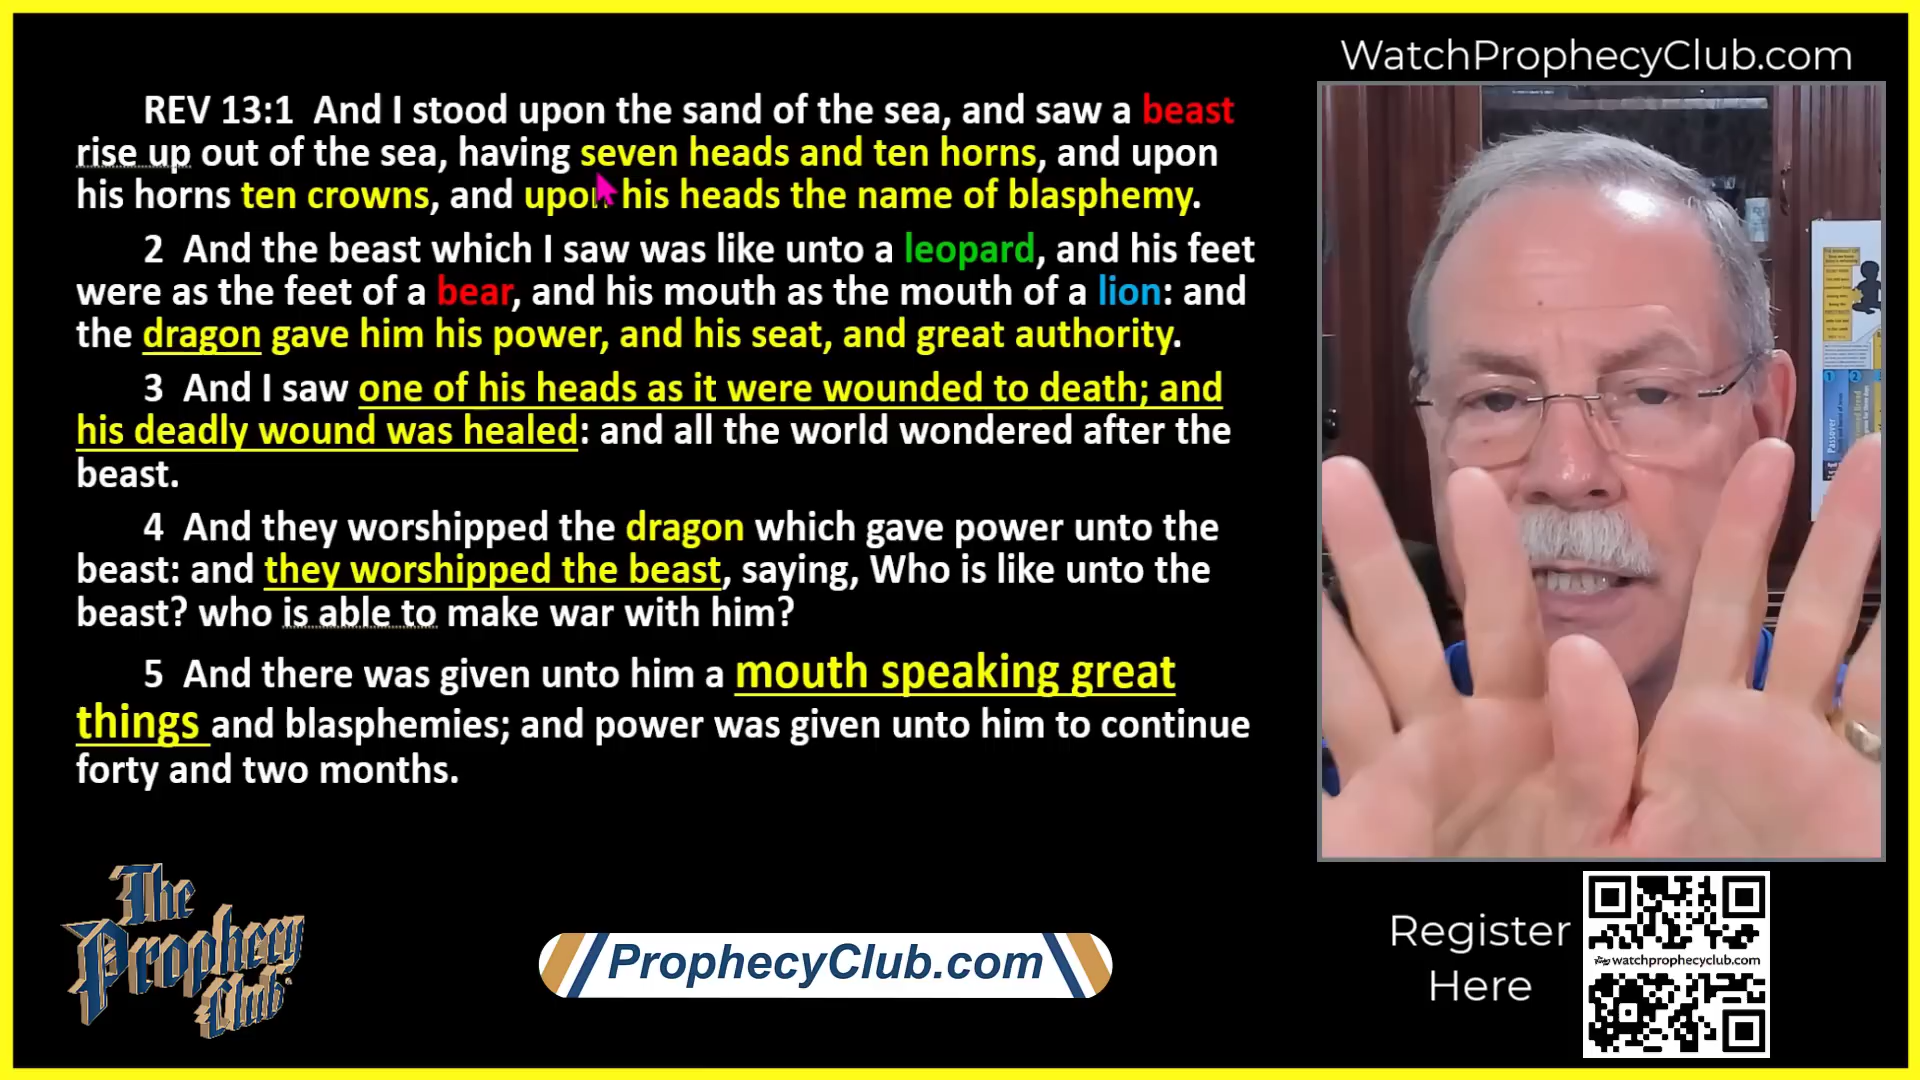 WatchProphecyClub.com
REV 13:1 And I stood upon the sand of the sea, and saw a beast
rise up out of the sea, having seven heads and ten horns, and upon
his horns ten crowns, and upon his heads the name of blasphemy.
2 And the beast which I saw was like unto a leopard, and his feet
were as the feet of a bear, and his mouth as the mouth of a lion: and
the dragon gave him his power, and his seat, and great authority.
3 And I saw one of his heads as it were wounded to death; and
his deadly wound was healed: and all the world wondered after the
beast.
4 And they worshipped the dragon which gave power unto the
beast: and they worshipped the beast, saying, Who is like unto the
beast? who is able to make war with him?
5 And there was given unto him a mouth speaking great
things and blasphemies; and power was given unto him to continue
forty and two months.
1 2
Passover
The
Prophecy
Club
ProphecyClub.com
Register
Here
watchprophecyclub.com